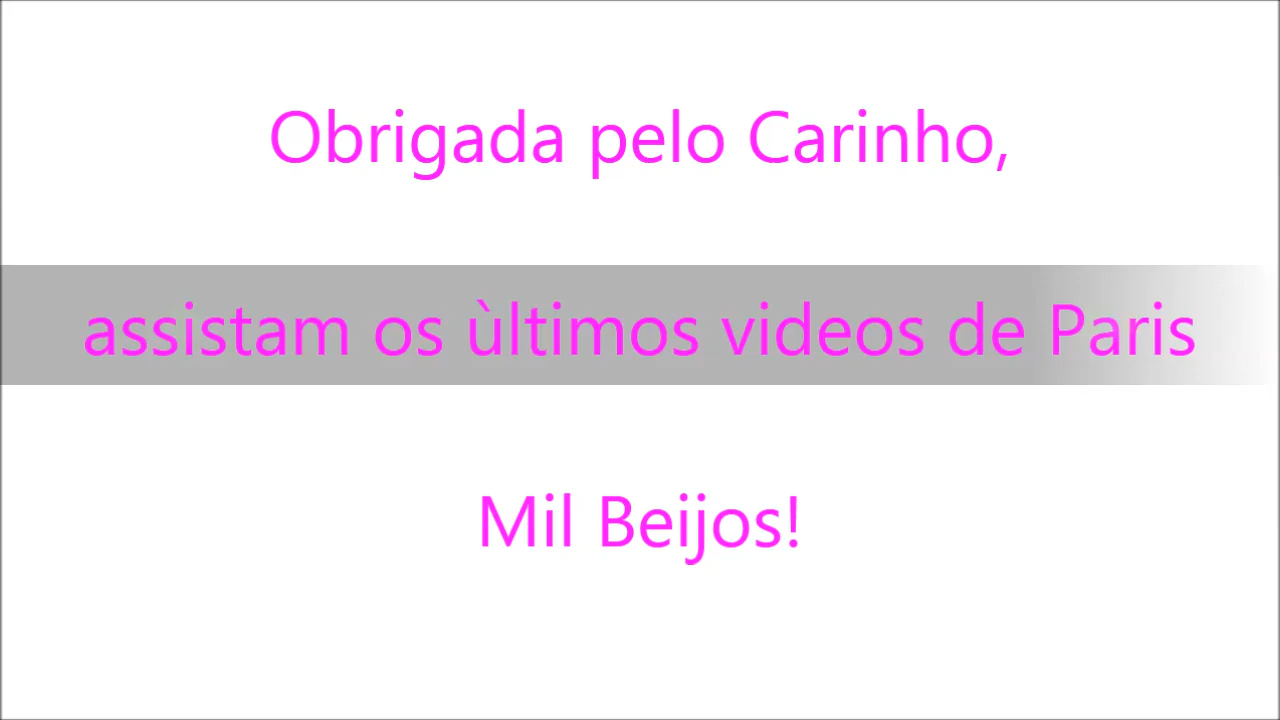 Obrigada pelo Carinho,
assistam os ùltimos videos de Paris
Mil Beijos!